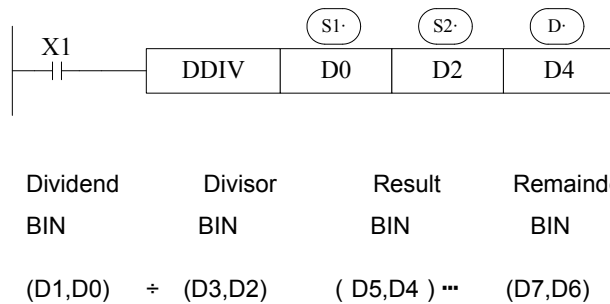 S1· S2· D·
X1
DDIV D0 D2 D4
Dividend Divisor Result
BIN BIN BIN BIN
(D1,D0) ÷ (D3,D2) ( D5,D4 ) ··· (D7,D6)